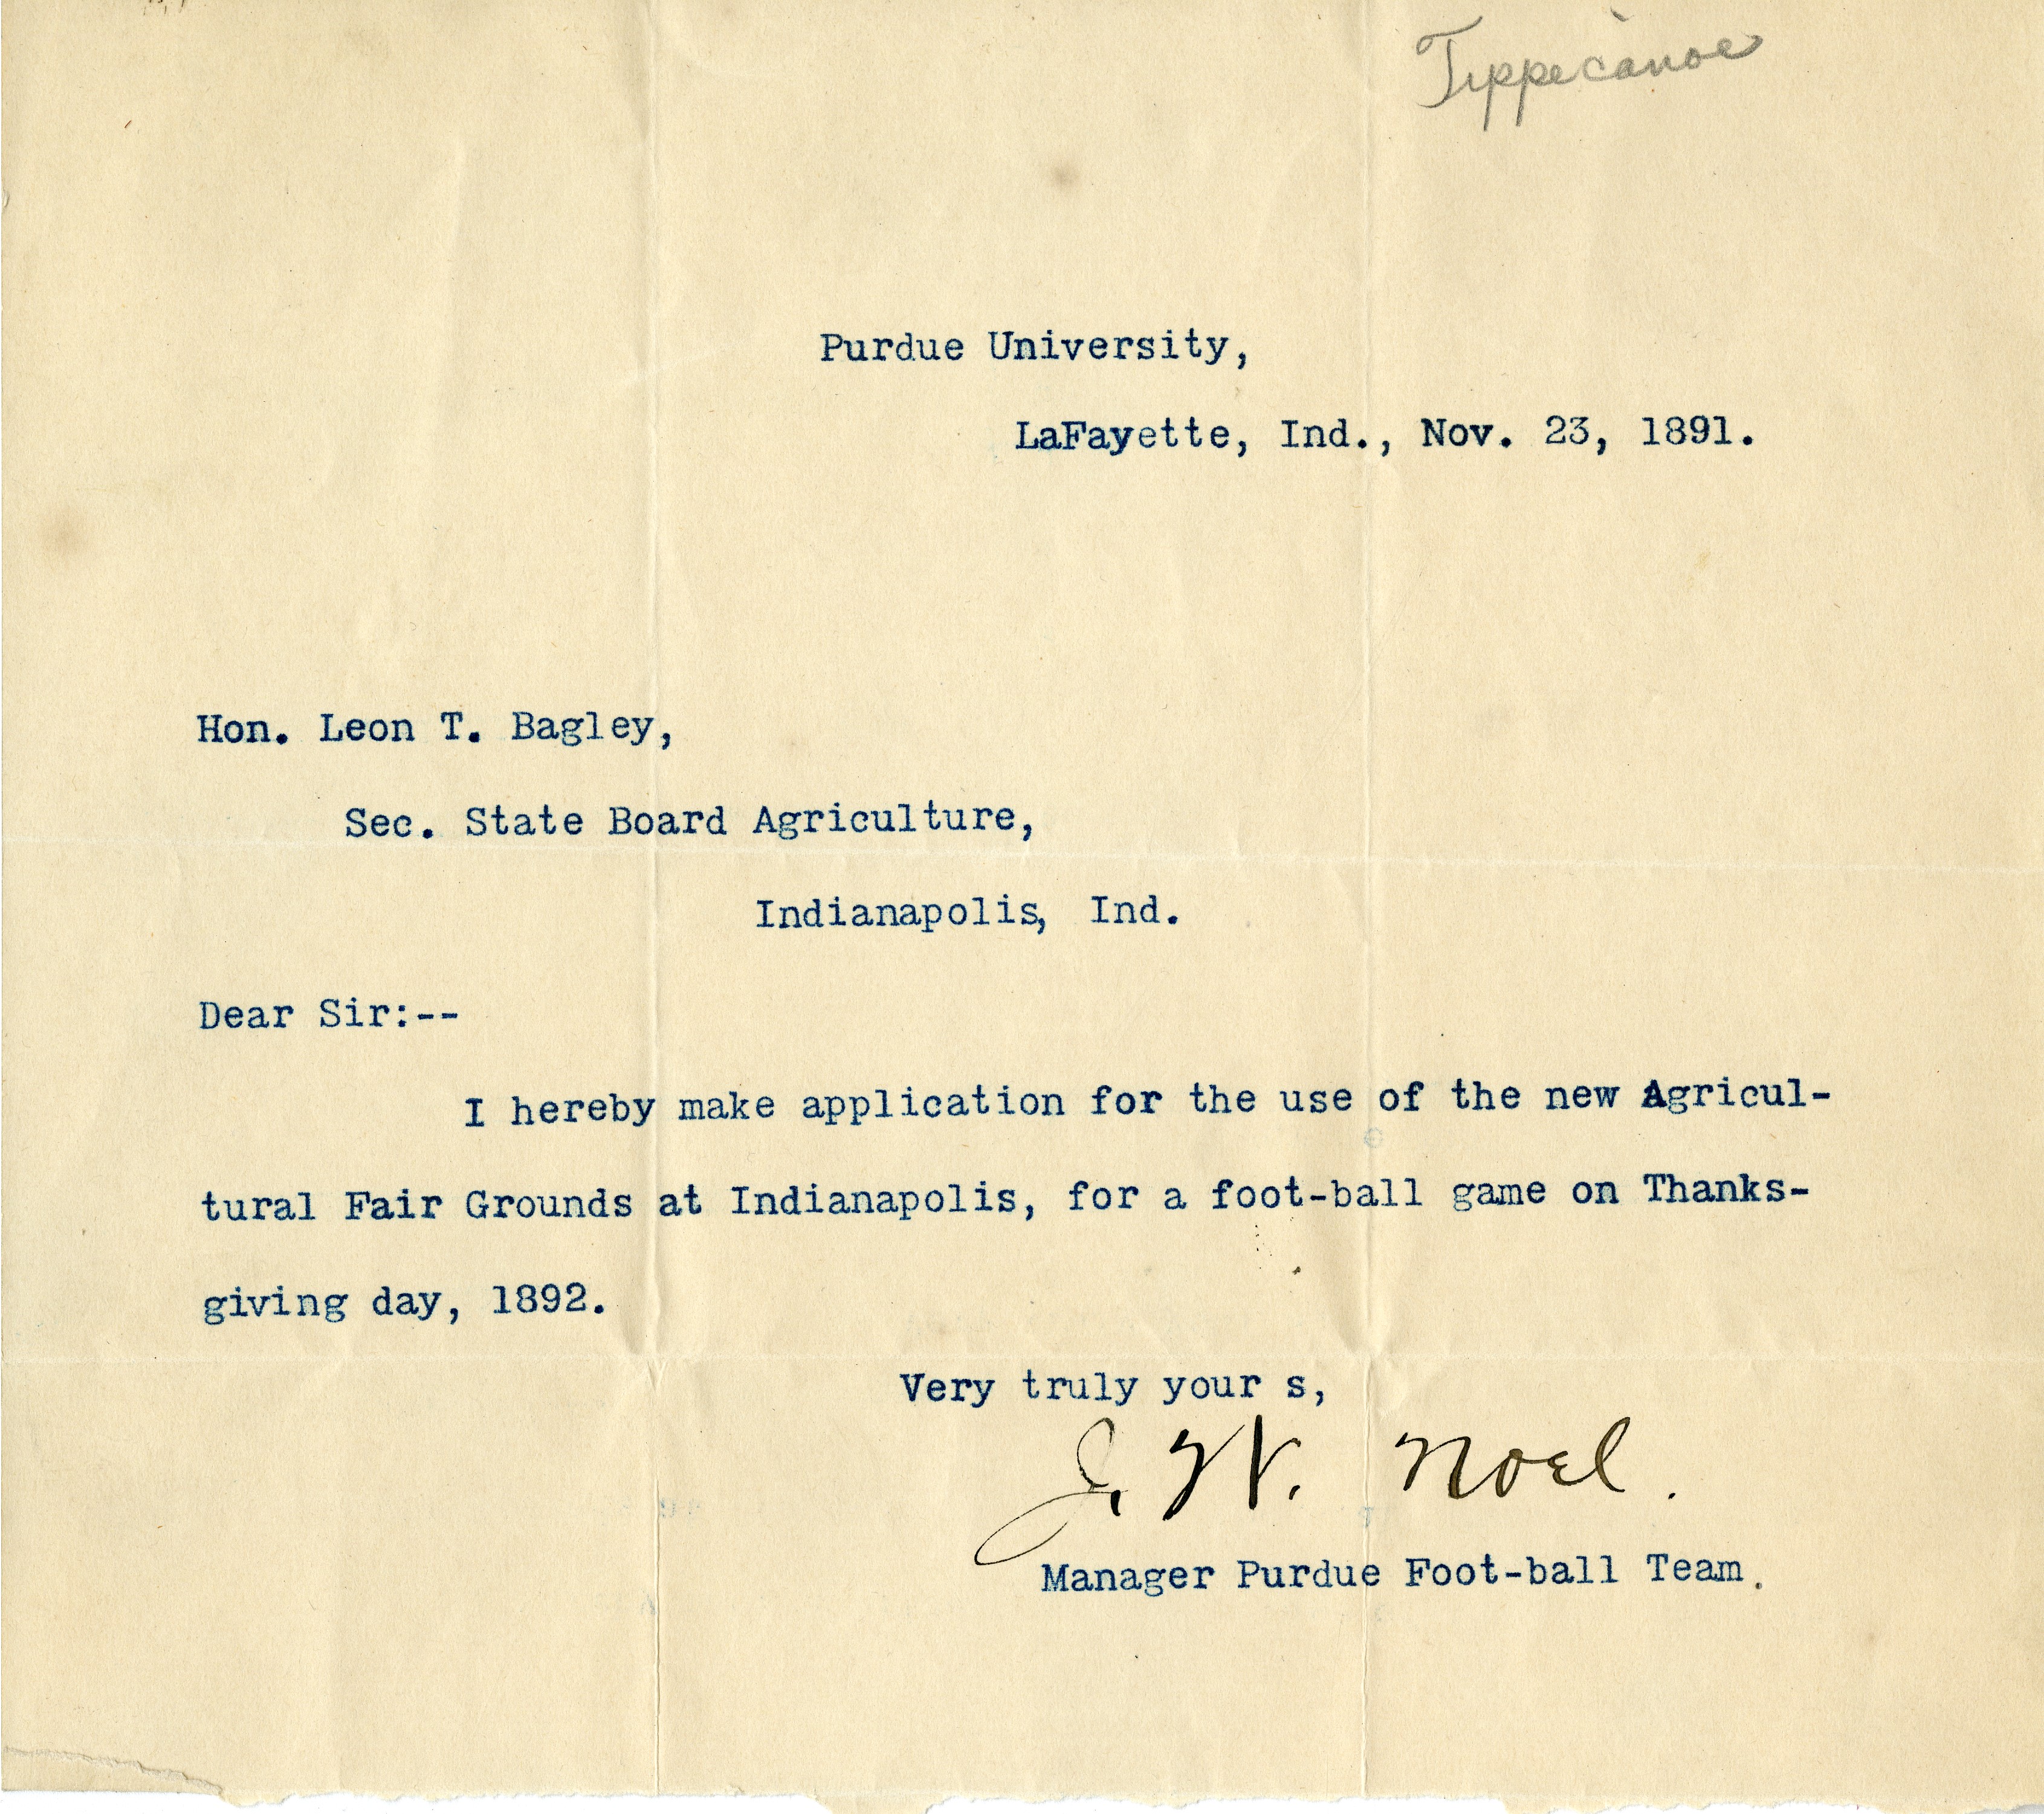 Tippecanoe
Purdue University,
LaFayette, Ind., Nov. 23, 1891.
Hon. Leon T. Bagley,
Sec. State Board Agriculture,
Indianapolis, Ind.
Dear Sir:--
I hereby make application for the use of the new Agricul-
tural Fair Grounds at Indianapolis, for a foot-ball game on Thanks-
giving day, 1892.
Very truly your s,
J. W. Noel.
Manager Purdue Foot-ball Team.